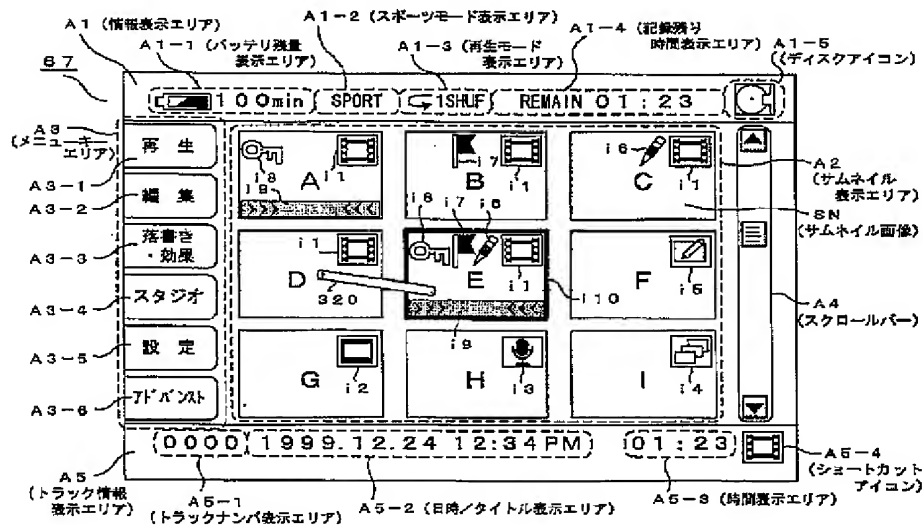 A1 (情報表示エリア)
A1-1 (バッテリ残量
表示エリア)
A1-2 (スポーツモード表示エリア)
A1-3 (再生モード
表示エリア)
A1-4 (記録残り
時間表示エリア)
A1-5
(ディスクアイコン)
67
100min
SPORT
1SHUF
REMAIN 01:23
A3
(メニューキー
エリア)
A3-1
再 生
A3-2
編 集
A3-3
落書き
・効果
A3-4
スタジオ
A3-5
設 定
A3-6
アドバンスト
i8
A
i1
i9
i7
B
i1
i6
C
i1
i1
D
320
i8
i7
i6
E
i1
i9
i10
F
i5
G
i2
H
i3
I
i4
A2
(サムネイル
表示エリア)
SN
(サムネイル画像)
A4
(スクロールバー)
0000
1999.12.24 12:34PM
01:23
A5
(トラック情報
表示エリア)
A5-1
(トラックナンバ表示エリア)
A5-2 (日時/タイトル表示エリア)
A5-3 (時間表示エリア)
A5-4
(ショートカット
アイコン)